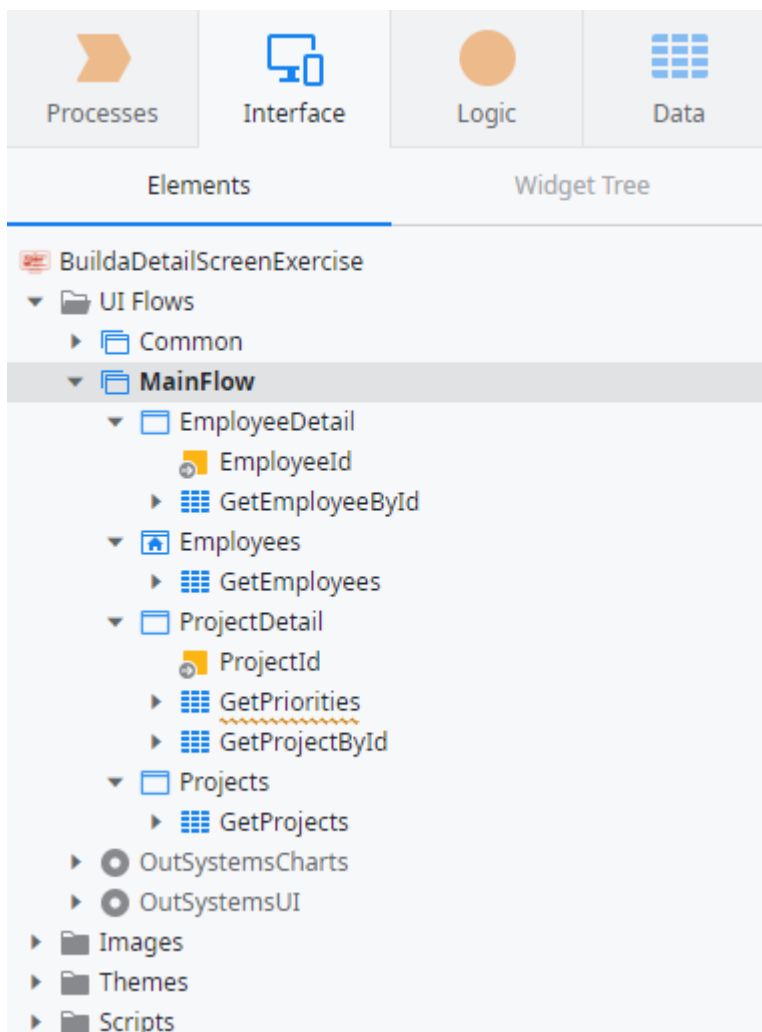 Processes Interface Logic Data
Elements Widget Tree
BuildaDetailScreenExercise
UI Flows
Common
MainFlow
EmployeeDetail
EmployeeId
GetEmployeeById
Employees
GetEmployees
ProjectDetail
ProjectId
GetPriorities
GetProjectById
Projects
GetProjects
OutSystemsCharts
OutSystemsUI
Images
Themes
Scripts